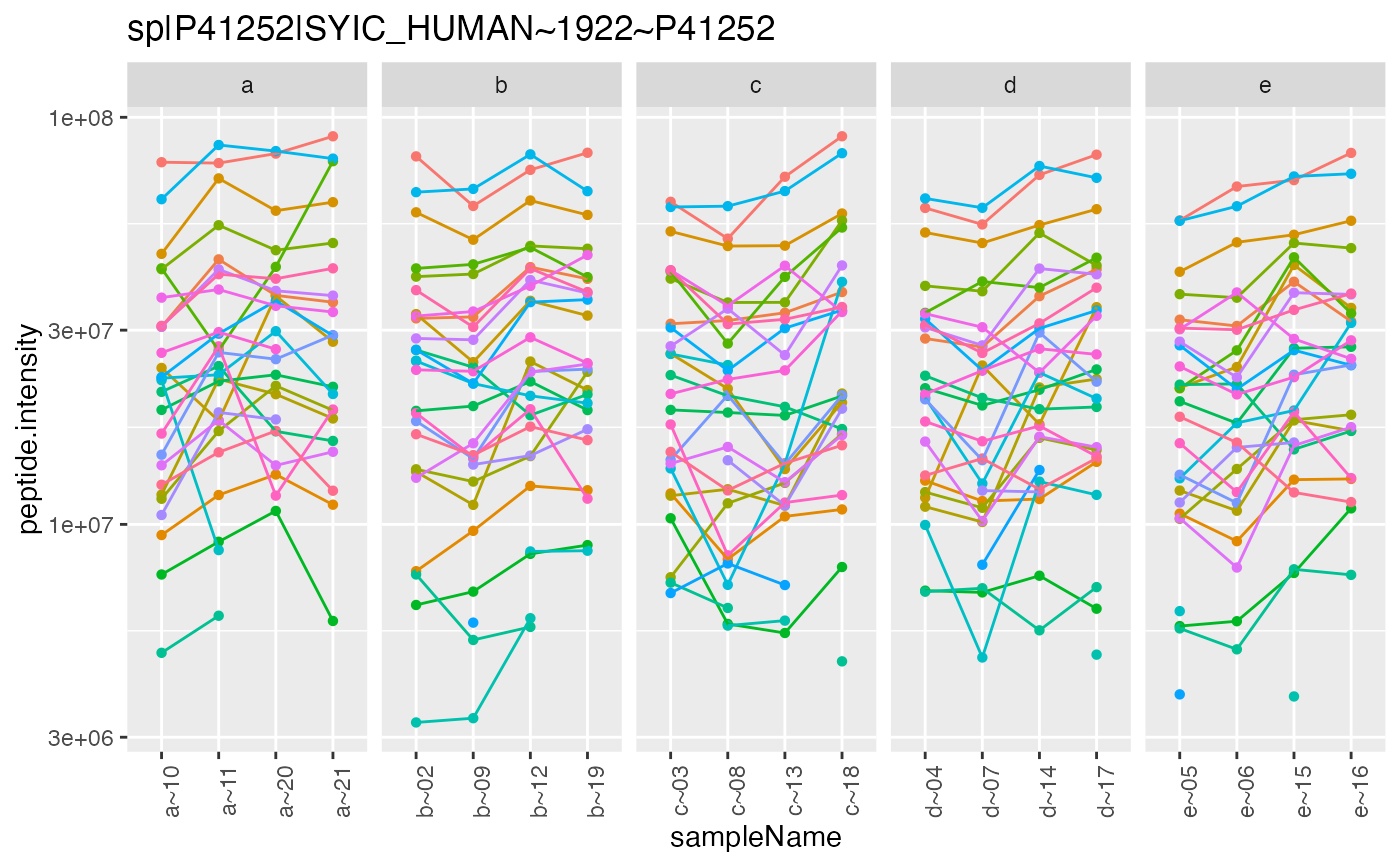 sp|P41252|SYIC_HUMAN~1922~P41252
a
b
c
d
e
peptide.intensity
1e+08
3e+07
1e+07
3e+06
a~10
a~11
a~20
a~21
b~02
b~09
b~12
b~19
c~03
c~08
c~13
c~18
d~04
d~07
d~14
d~17
e~05
e~06
e~15
e~16
sampleName